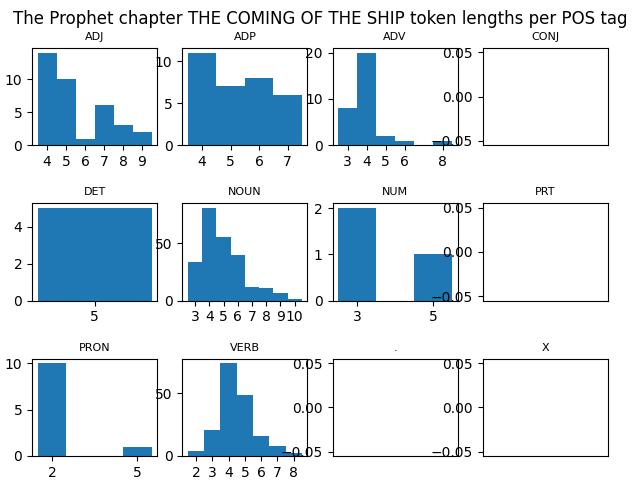 The Prophet chapter THE COMING OF THE SHIP token lengths per POS tag
ADJ ADP ADV CONJ
10 5 0
4 5 6 7 8 9
10 5 0
4 5 6 7
20 10 0
3 4 5 6 8
0.05 0.00 0.05
DET NOUN NUM PRT
4 2 0
5
50 0
3 4 5 6 7 8 9 10
2 1 0
3 5
0.05 0.00 −0.05
PRON VERB . X
10 5 0
2 5
50 0
2 3 4 5 6 7 8
0.05 0.00 −0.05
0.05 0.00 0.05